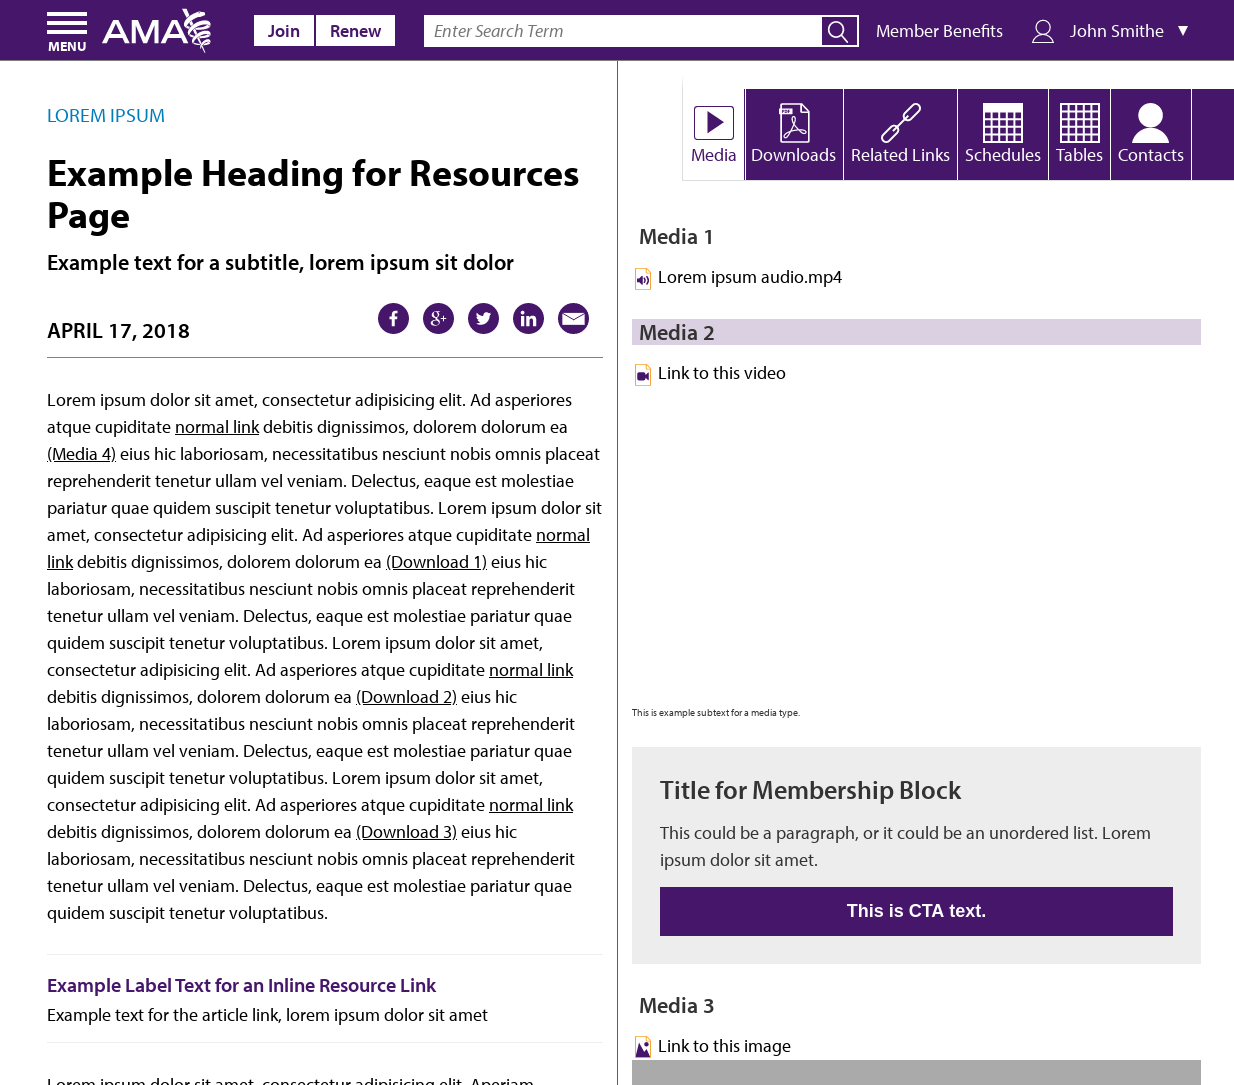 MENU
AMA
Join
Renew
Enter Search Term
Member Benefits
John Smithe ▼
LOREM IPSUM
Example Heading for Resources
Page
Example text for a subtitle, lorem ipsum sit dolor
APRIL 17, 2018
Lorem ipsum dolor sit amet, consectetur adipisicing elit. Ad asperiores
atque cupiditate normal link debitis dignissimos, dolorem dolorum ea
(Media 4) eius hic laboriosam, necessitatibus nesciunt nobis omnis placeat
reprehenderit tenetur ullam vel veniam. Delectus, eaque est molestiae
pariatur quae quidem suscipit tenetur voluptatibus. Lorem ipsum dolor sit
amet, consectetur adipisicing elit. Ad asperiores atque cupiditate normal
link debitis dignissimos, dolorem dolorum ea (Download 1) eius hic
laboriosam, necessitatibus nesciunt nobis omnis placeat reprehenderit
tenetur ullam vel veniam. Delectus, eaque est molestiae pariatur quae
quidem suscipit tenetur voluptatibus. Lorem ipsum dolor sit amet,
consectetur adipisicing elit. Ad asperiores atque cupiditate normal link
debitis dignissimos, dolorem dolorum ea (Download 2) eius hic
laboriosam, necessitatibus nesciunt nobis omnis placeat reprehenderit
tenetur ullam vel veniam. Delectus, eaque est molestiae pariatur quae
quidem suscipit tenetur voluptatibus. Lorem ipsum dolor sit amet,
consectetur adipisicing elit. Ad asperiores atque cupiditate normal link
debitis dignissimos, dolorem dolorum ea (Download 3) eius hic
laboriosam, necessitatibus nesciunt nobis omnis placeat reprehenderit
tenetur ullam vel veniam. Delectus, eaque est molestiae pariatur quae
quidem suscipit tenetur voluptatibus.
Example Label Text for an Inline Resource Link
Example text for the article link, lorem ipsum dolor sit amet
Lorem ipsum dolor sit amet, consectetur adipisicing elit. Aperiam
Media
Downloads
Related Links
Schedules
Tables
Contacts
Media 1
Lorem ipsum audio.mp4
Media 2
Link to this video
This is example subtext for a media type.
Title for Membership Block
This could be a paragraph, or it could be an unordered list. Lorem
ipsum dolor sit amet.
This is CTA text.
Media 3
Link to this image